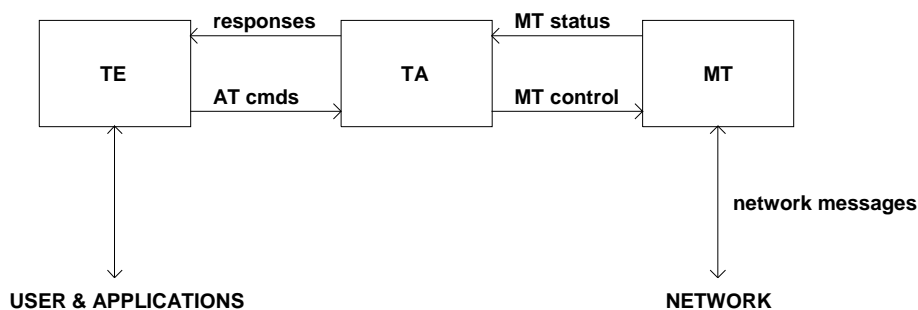 responses
MT status
TE
TA
MT
AT cmds
MT control
network messages
USER & APPLICATIONS
NETWORK